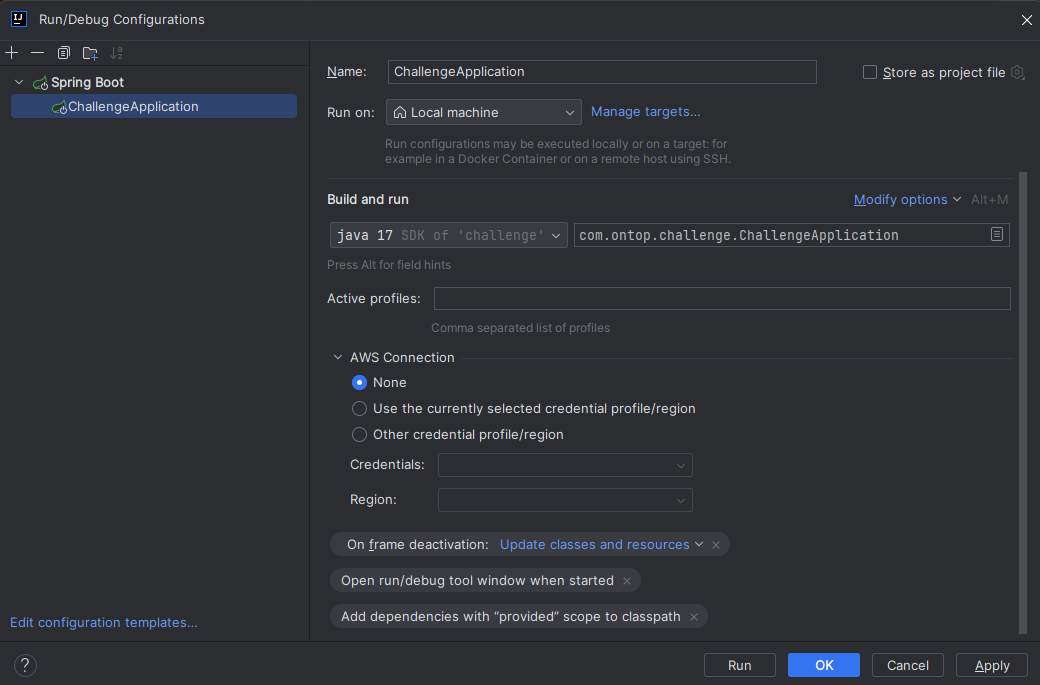 Run/Debug Configurations
Spring Boot
ChallengeApplication
Edit configuration templates...
Name: ChallengeApplication Store as project file
Run on: Local machine Manage targets...
Run configurations may be executed locally or on a target: for
example in a Docker Container or on a remote host using SSH.
Build and run Modify options Alt+M
java 17 SDK of 'challenge' com.ontop.challenge.ChallengeApplication
Press Alt for field hints
Active profiles:
Comma separated list of profiles
AWS Connection
None
Use the currently selected credential profile/region
Other credential profile/region
Credentials:
Region:
On frame deactivation: Update classes and resources
Open run/debug tool window when started
Add dependencies with “provided” scope to classpath
? Run OK Cancel Apply